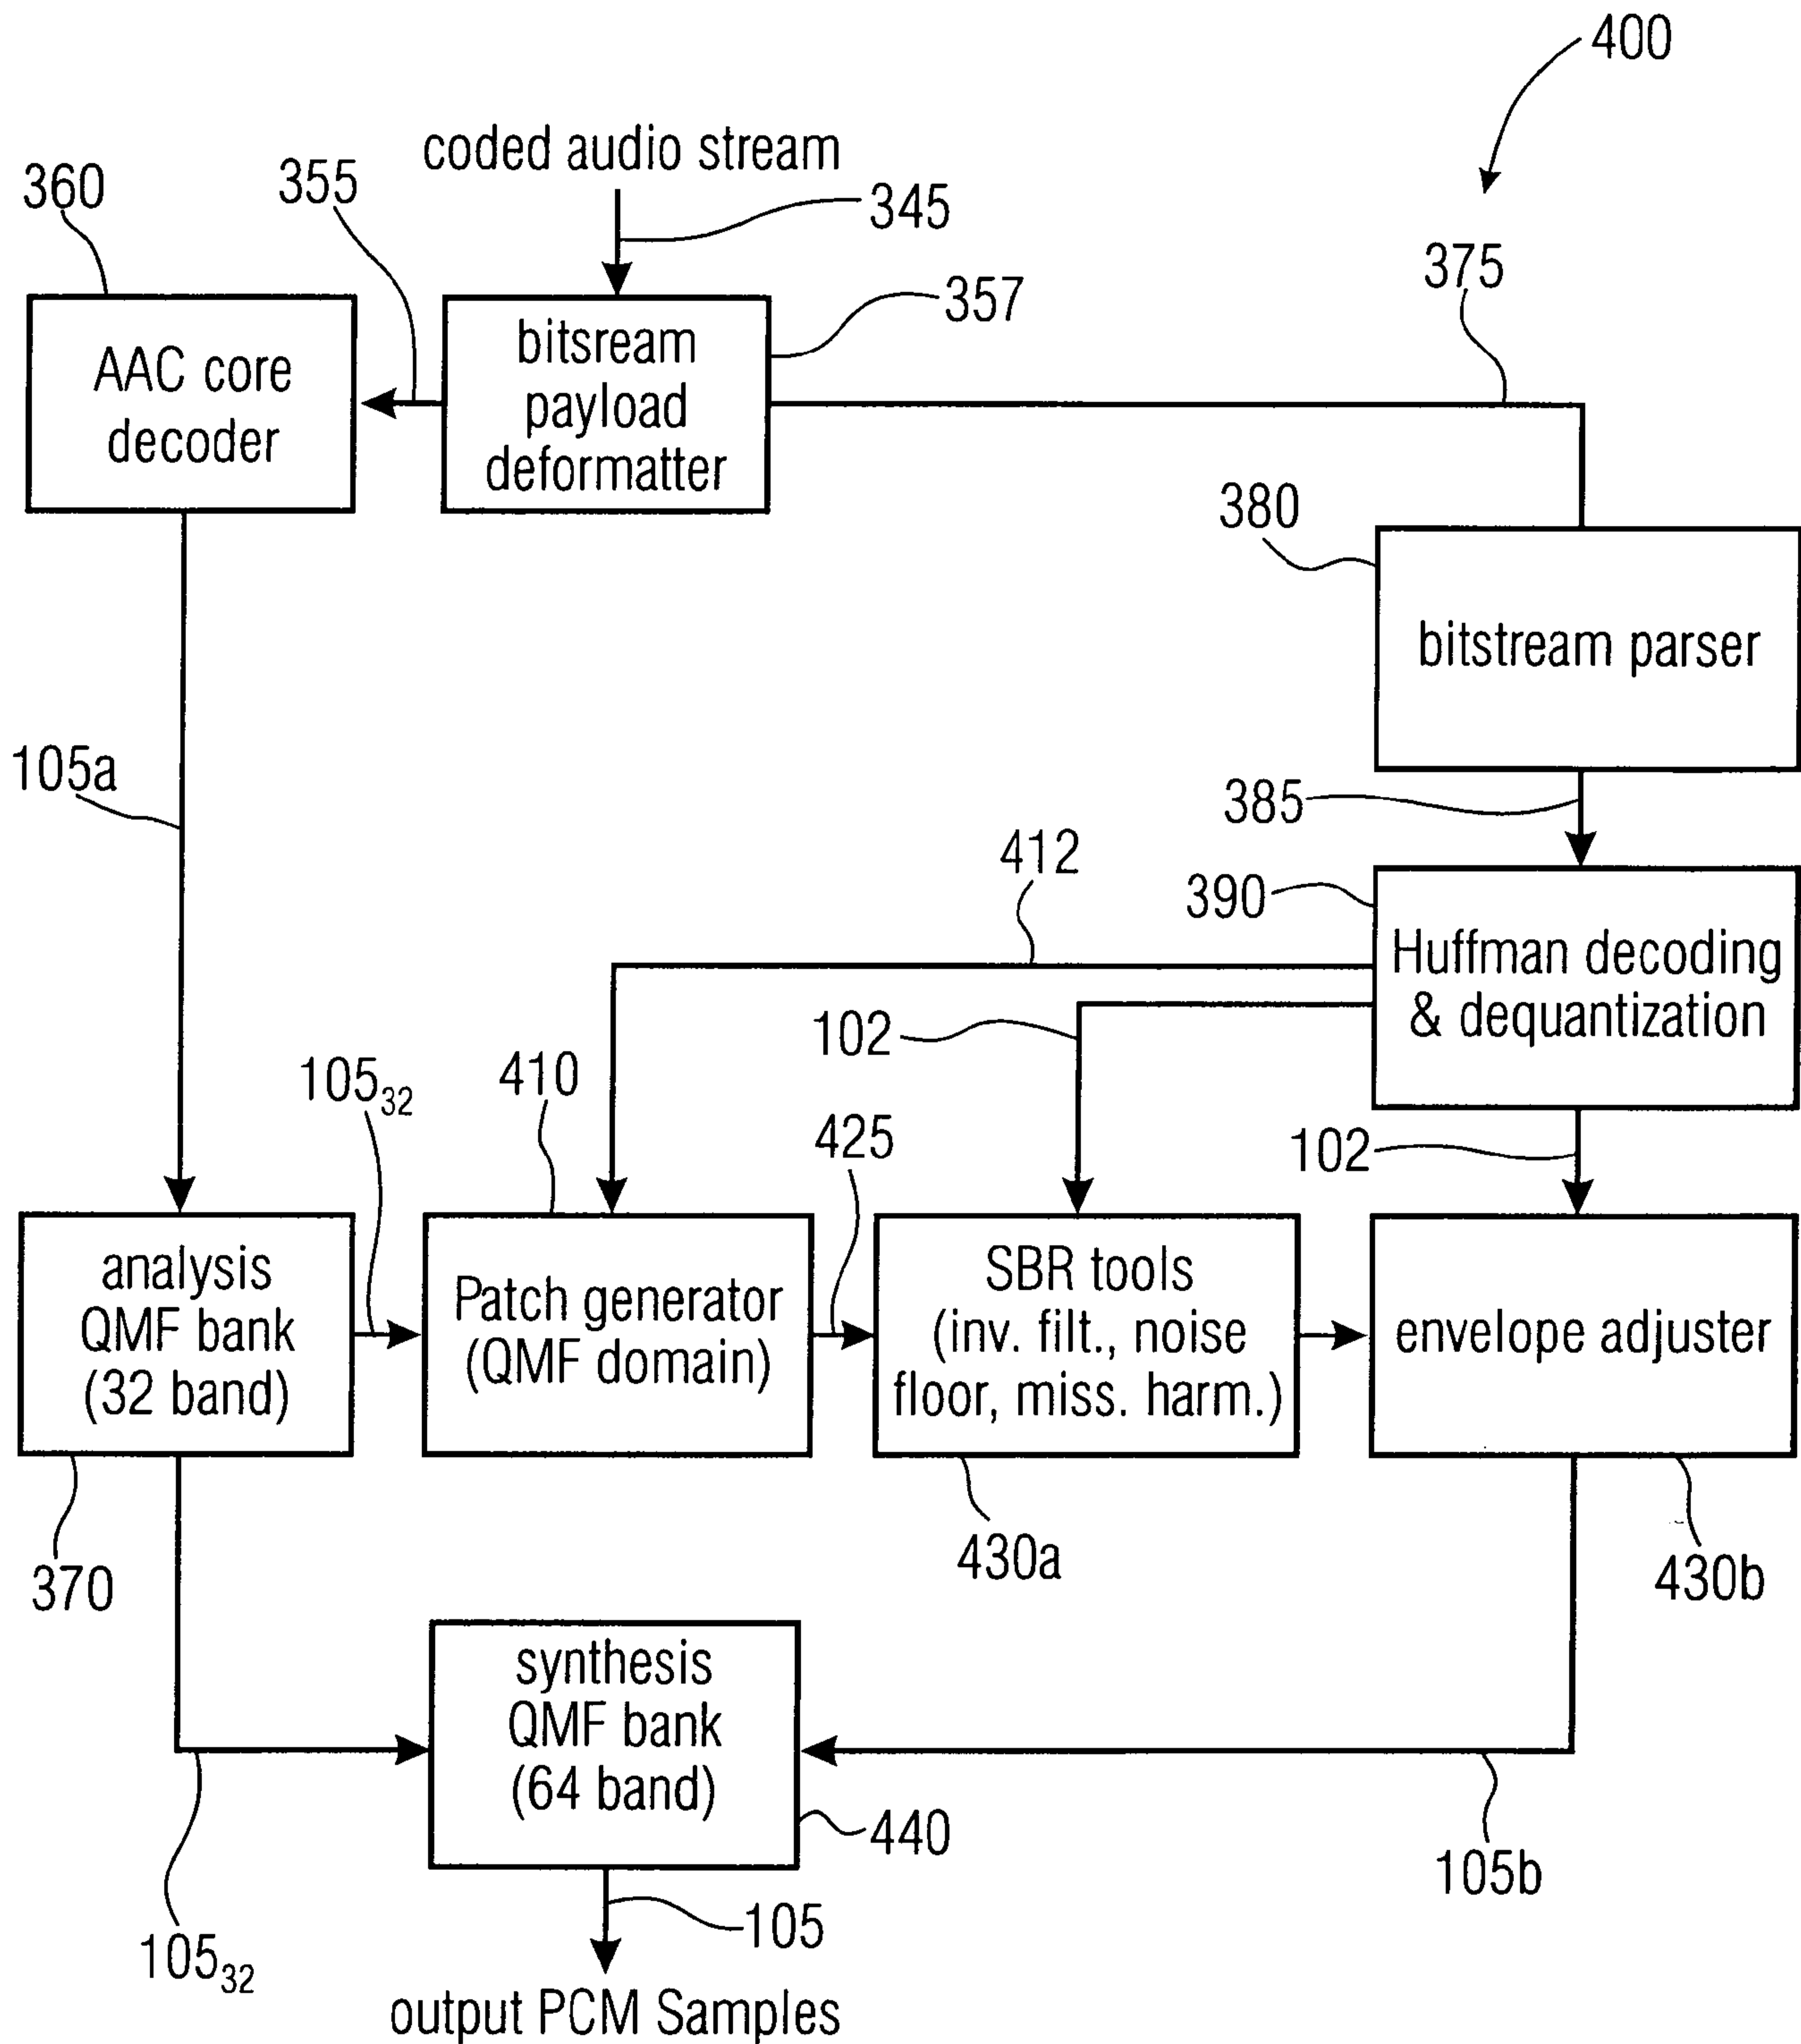 400
coded audio stream
360
355
345
375
357
AAC core
decoder
bitsream
payload
deformatter
380
bitstream parser
105a
385
412
390
Huffman decoding
& dequantization
102
105₃₂
410
425
102
analysis
QMF bank
(32 band)
Patch generator
(QMF domain)
SBR tools
(inv. filt., noise
floor, miss. harm.)
envelope adjuster
370
430a
430b
synthesis
QMF bank
(64 band)
440
105b
105₃₂
105
output PCM Samples